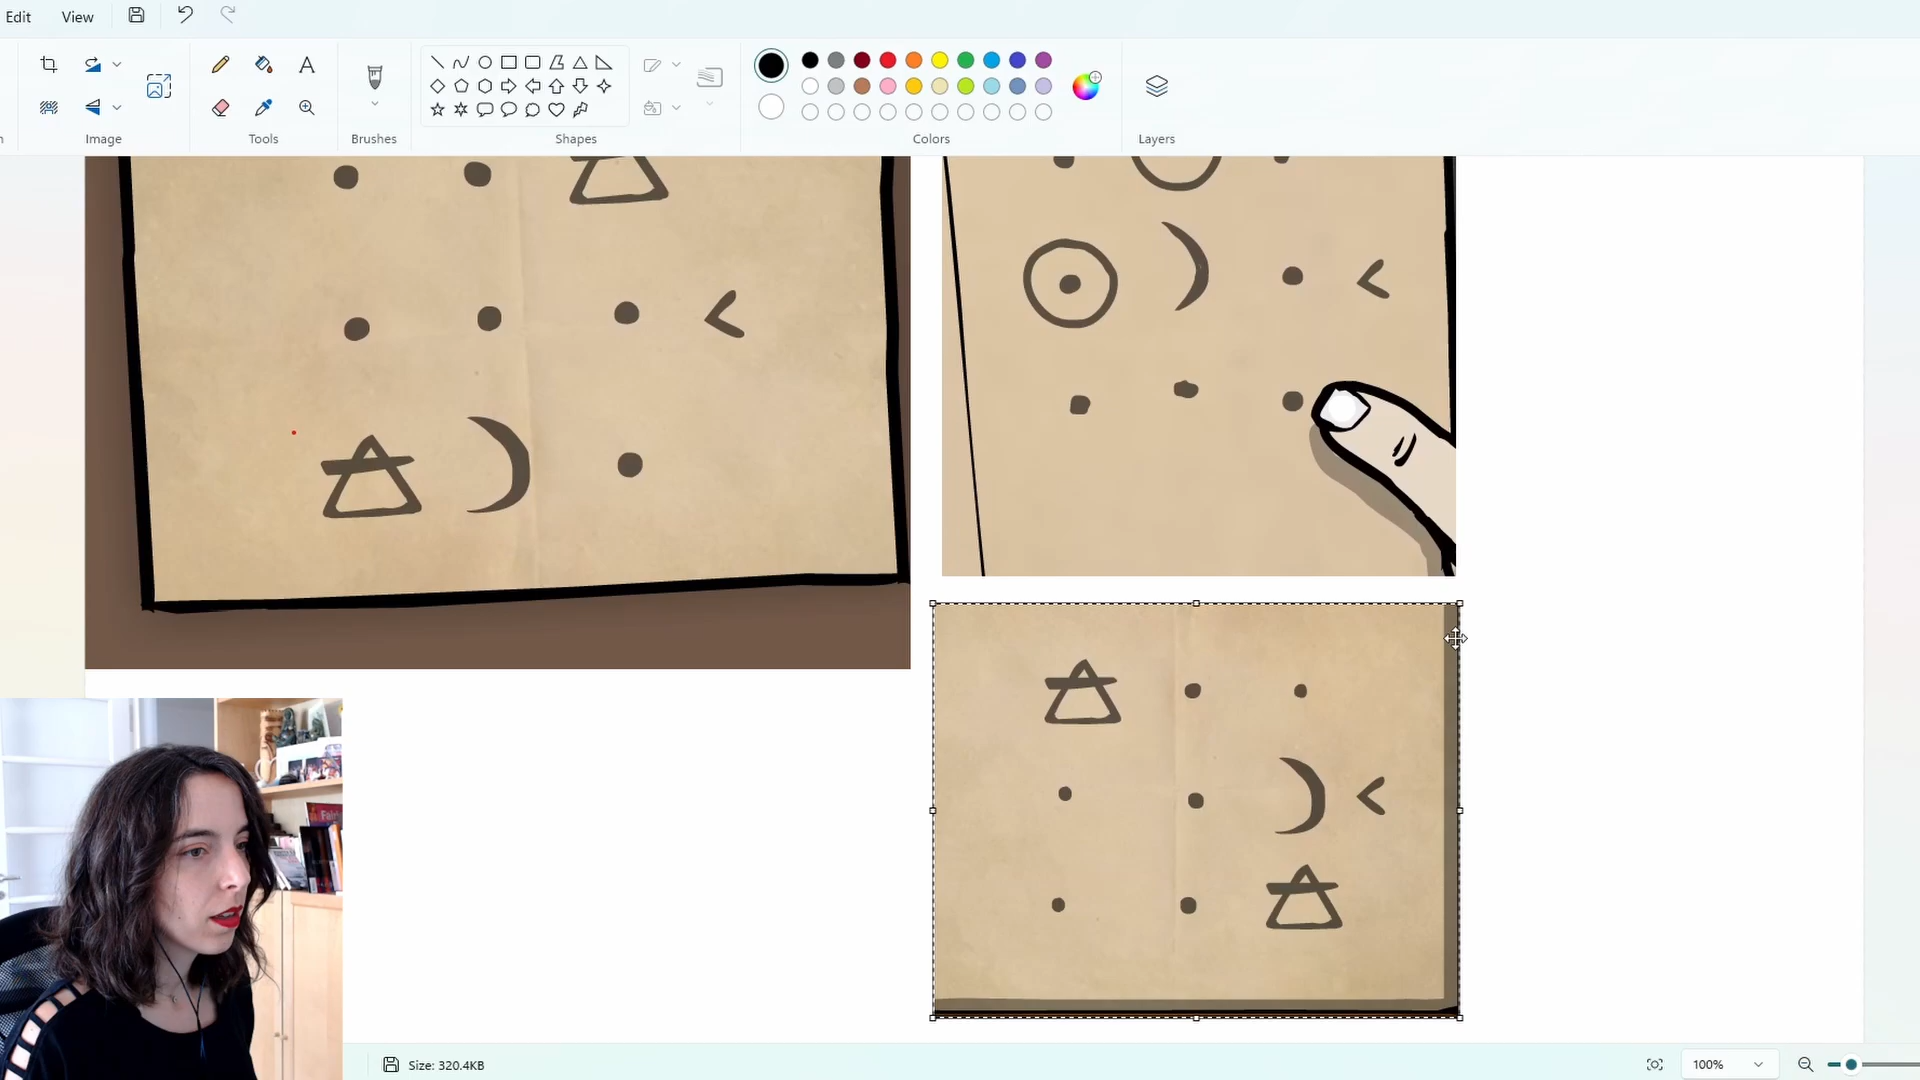 Edit View
A
Image Tools Brushes Shapes Colors Layers
Size: 320.4KB 100%